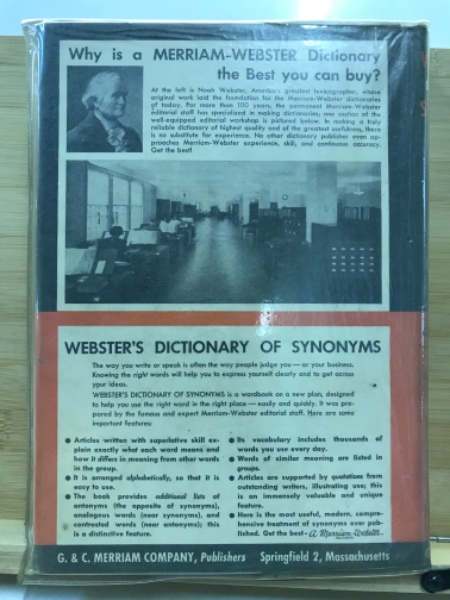 Why is a MERRIAM-WEBSTER Dictionary
the Best you can buy?
At the left is Noah Webster, America's greatest lexicographer, whose
original work laid the foundation for the Merriam-Webster dictionaries
of today. For more than 100 years, the permanent Merriam-Webster
editorial staff has specialized in making dictionaries; one section of the
well-equipped editorial workshop is pictured below. In making a truly
reliable dictionary of highest quality and of the greatest usefulness, there
is no substitute for experience. No other dictionary publisher even ap-
proaches Merriam-Webster experience, skill, and continuous accuracy.
Get the best!
WEBSTER'S DICTIONARY OF SYNONYMS
The way you write or speak is often the way people judge you — or your business.
Knowing the right words will help you to express yourself clearly and to get across
your ideas.
WEBSTER'S DICTIONARY OF SYNONYMS is a wordbook on a new plan, designed
to help you use the right word in the right place — easily and quickly. It was pre-
pared by the famous and expert Merriam-Webster editorial staff. Here are some
important features:
● Articles written with superlative skill ex-
plain exactly what each word means and
how it differs in meaning from other words
in the group.
● It is arranged alphabetically, so that it is
easy to use.
● The book provides additional lists of
antonyms (the opposite of synonyms),
analogous words (near synonyms), and
contrasted words (near antonyms); this
is a distinctive feature.
● Its vocabulary includes thousands of
words you use every day.
● Words of similar meaning are listed in
groups.
● Articles are supported by quotations from
outstanding writers, illustrating use; this
is an immensely valuable and unique
feature.
● Here is the most useful, modern, compre-
hensive treatment of synonyms ever pub-
lished. Get the best - A Merriam-Webster
G. & C. MERRIAM COMPANY, Publishers Springfield 2, Massachusetts